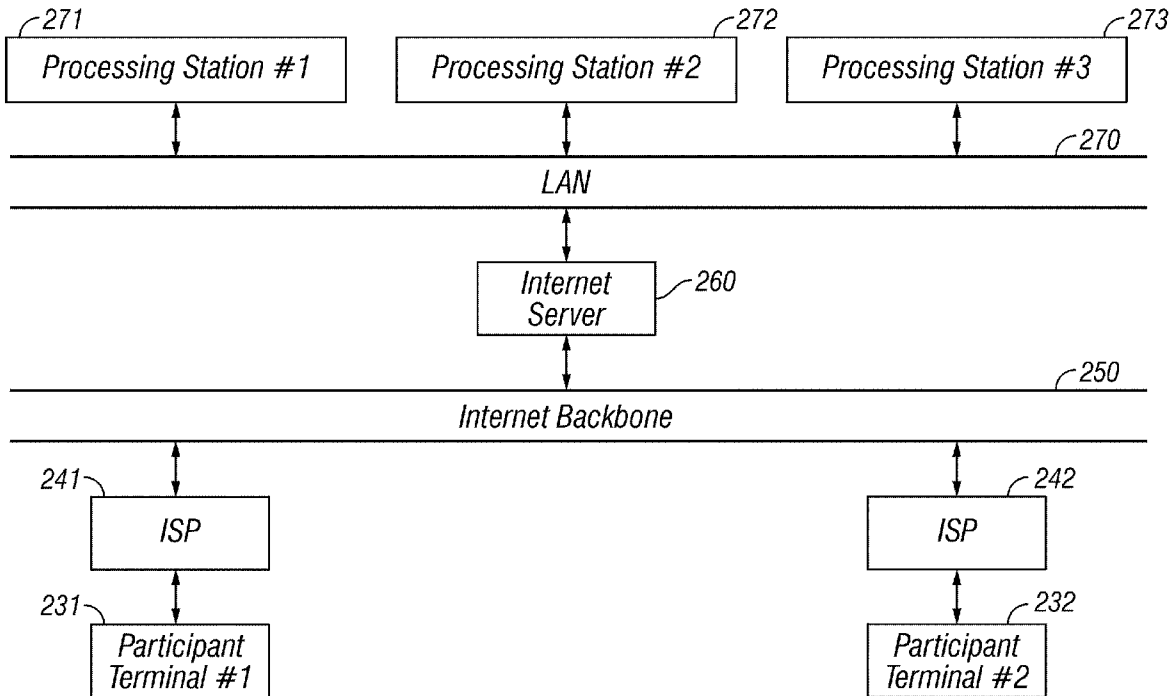 271
272
273
Processing Station #1
Processing Station #2
Processing Station #3
270
LAN
Internet
Server
260
250
Internet Backbone
241
242
ISP
ISP
231
232
Participant
Terminal #1
Participant
Terminal #2